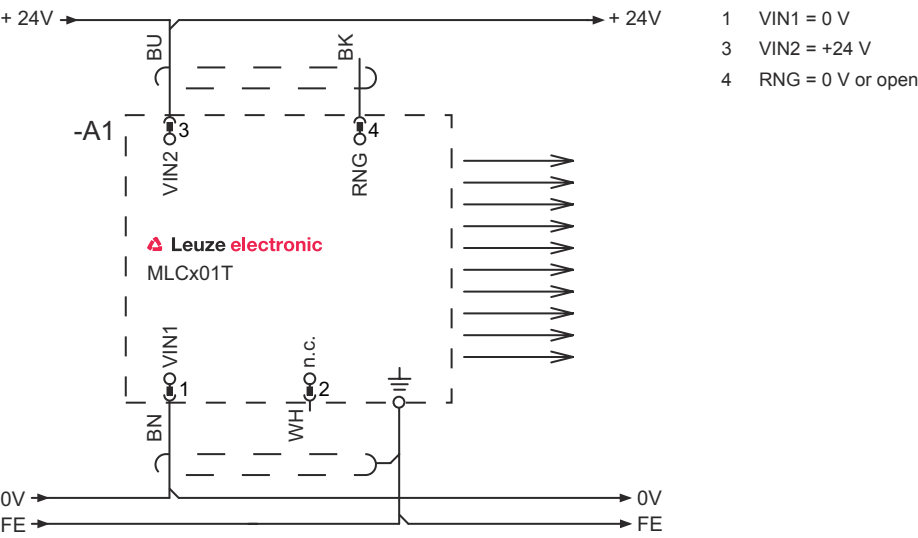 + 24V
+ 24V
1 VIN1 = 0 V
3 VIN2 = +24 V
4 RNG = 0 V or open
BU
BK
-A1
3
4
VIN2
RNG
Leuze electronic
MLCx01T
VIN1
n.c.
1
2
BN
WH
0V
0V
FE
FE